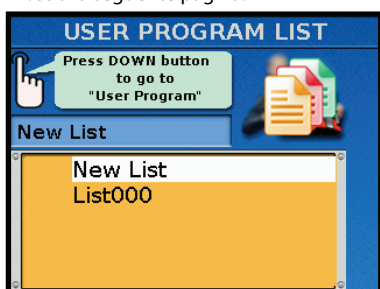 USER PROGRAM LIST
Press DOWN button
to go to
"User Program"
New List
New List
List000